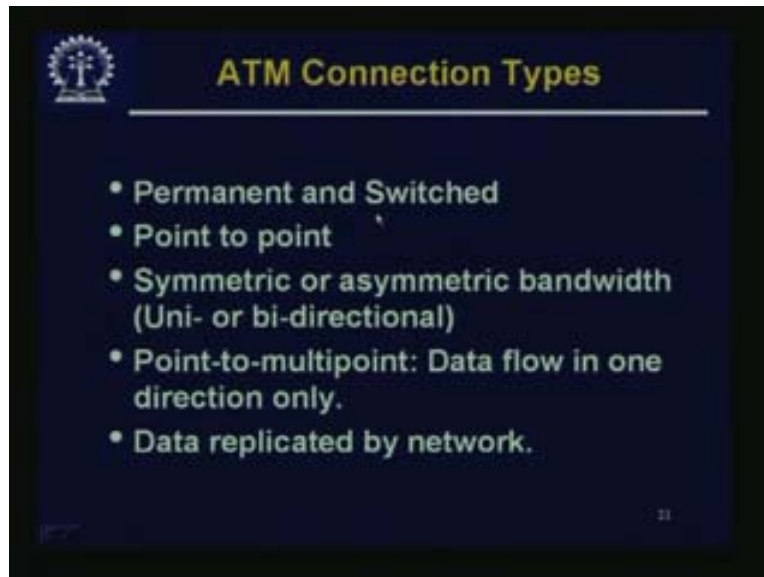 ATM Connection Types
• Permanent and Switched
• Point to point
• Symmetric or asymmetric bandwidth
(Uni- or bi-directional)
• Point-to-multipoint: Data flow in one
direction only.
• Data replicated by network.